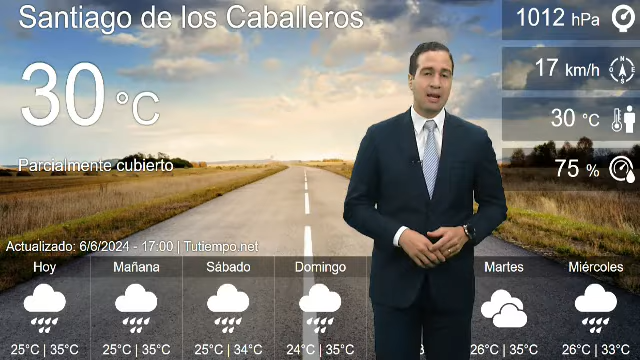 Santiago de los Caballeros
30 °C
Parcialmente cubierto
1012 hPa
17 km/h
30 °C
75 %
Actualizado: 6/6/2024 - 17:00 | Tutiempo.net
Hoy
Mañana
Sábado
Domingo
Martes
Miércoles
25°C | 35°C
25°C | 35°C
25°C | 34°C
24°C | 35°C
26°C | 35°C
26°C | 33°C